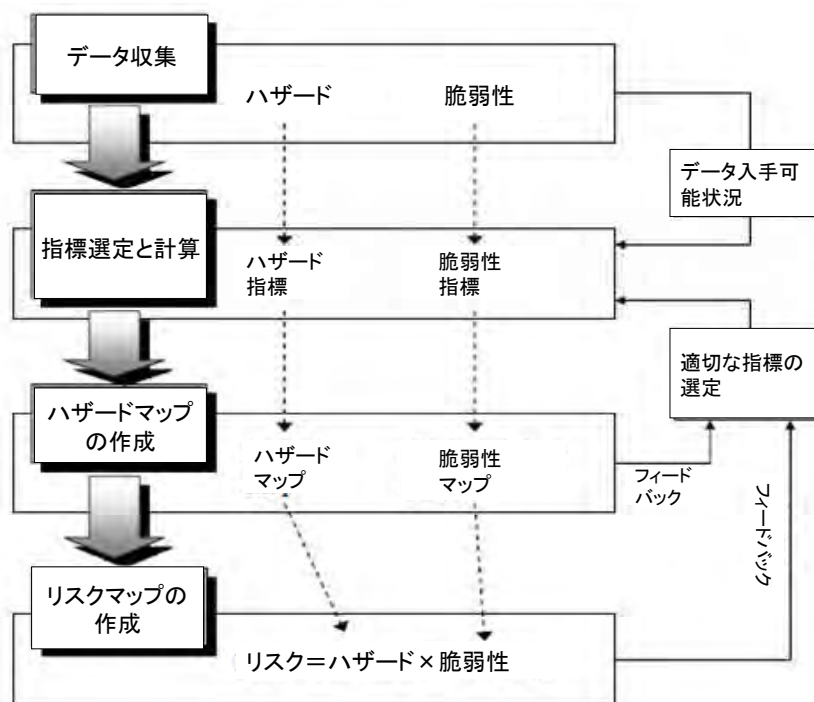 データ収集
ハザード
脆弱性
データ入手可
能状況
指標選定と計算
ハザード
指標
脆弱性
指標
適切な指標の
選定
ハザードマップ
の作成
ハザード
マップ
脆弱性
マップ
フィード
バック
フィードバック
リスクマップの
作成
リスク＝ハザード×脆弱性